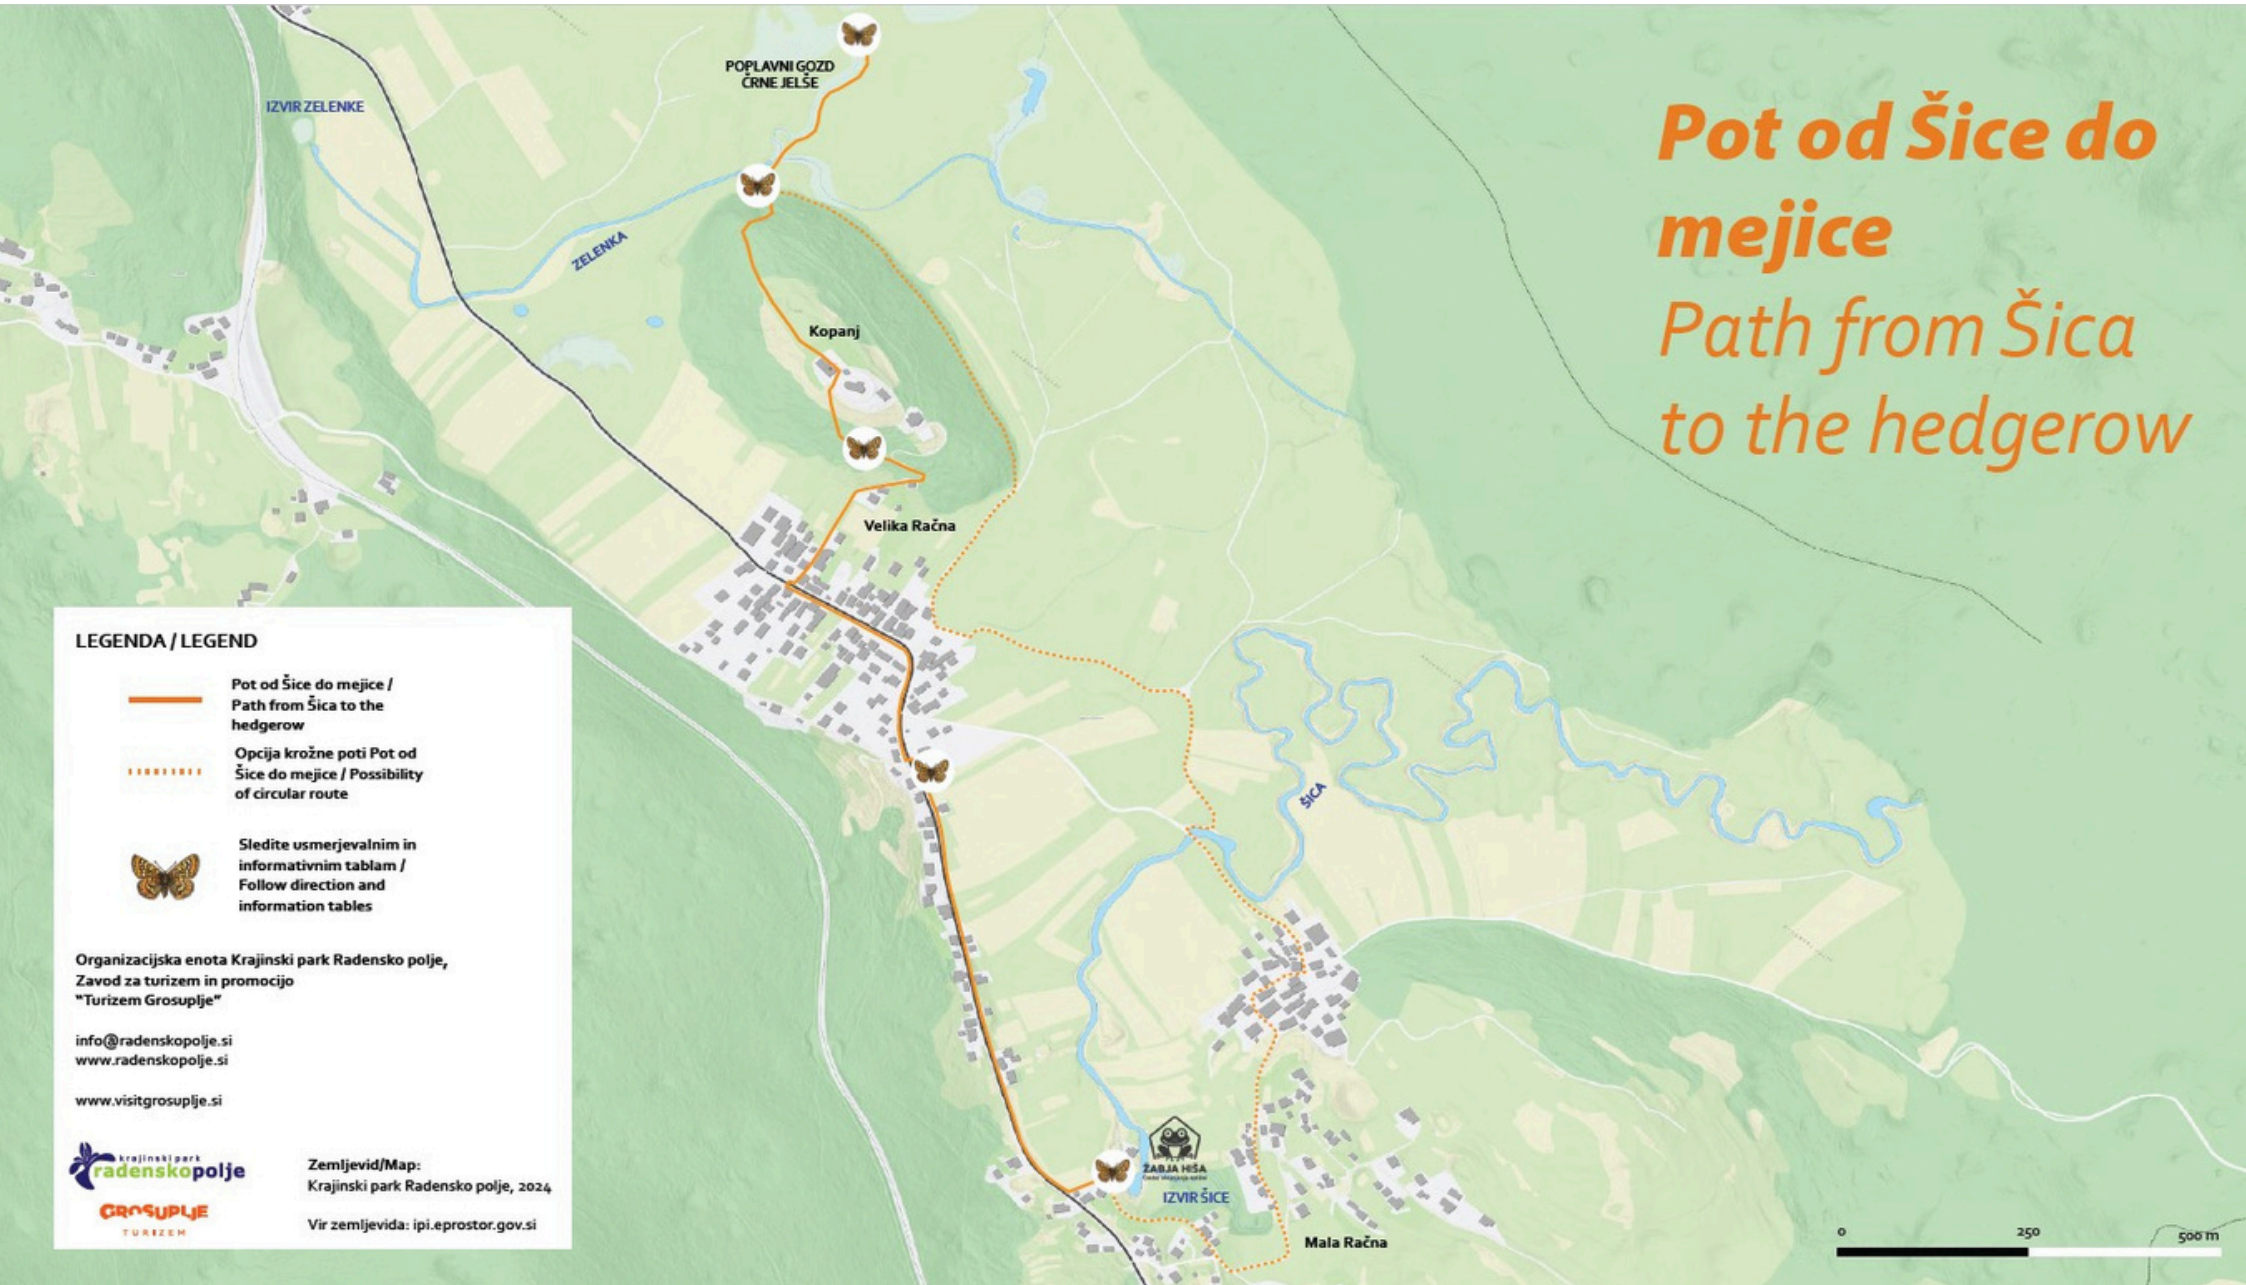 POPLAVNI GOZD
ČRNE JELŠE
IZVIR ZELENKE
ZELENKA
Pot od Šice do
mejice
Path from Šica
to the hedgerow
Kopanj
Velika Račna
ŠICA
LEGENDA / LEGEND
Pot od Šice do mejice /
Path from Šica to the
hedgerow
Opcija krožne poti Pot od
Šice do mejice / Possibility
of circular route
Sledite usmerjevalnim in
informativnim tablam /
Follow direction and
information tables
Organizacijska enota Krajinski park Radensko polje,
Zavod za turizem in promocijo
"Turizem Grosuplje"
info@radenskopolje.si
www.radenskopolje.si
www.visitgrosuplje.si
krajinski park
radenskopolje
GROSUPLJE
TURIZEM
Zemljevid/Map:
Krajinski park Radensko polje, 2024
Vir zemljevida: ipi.eprostor.gov.si
ŽABJA HIŠA
IZVIR ŠICE
Mala Račna
0 250 500 m